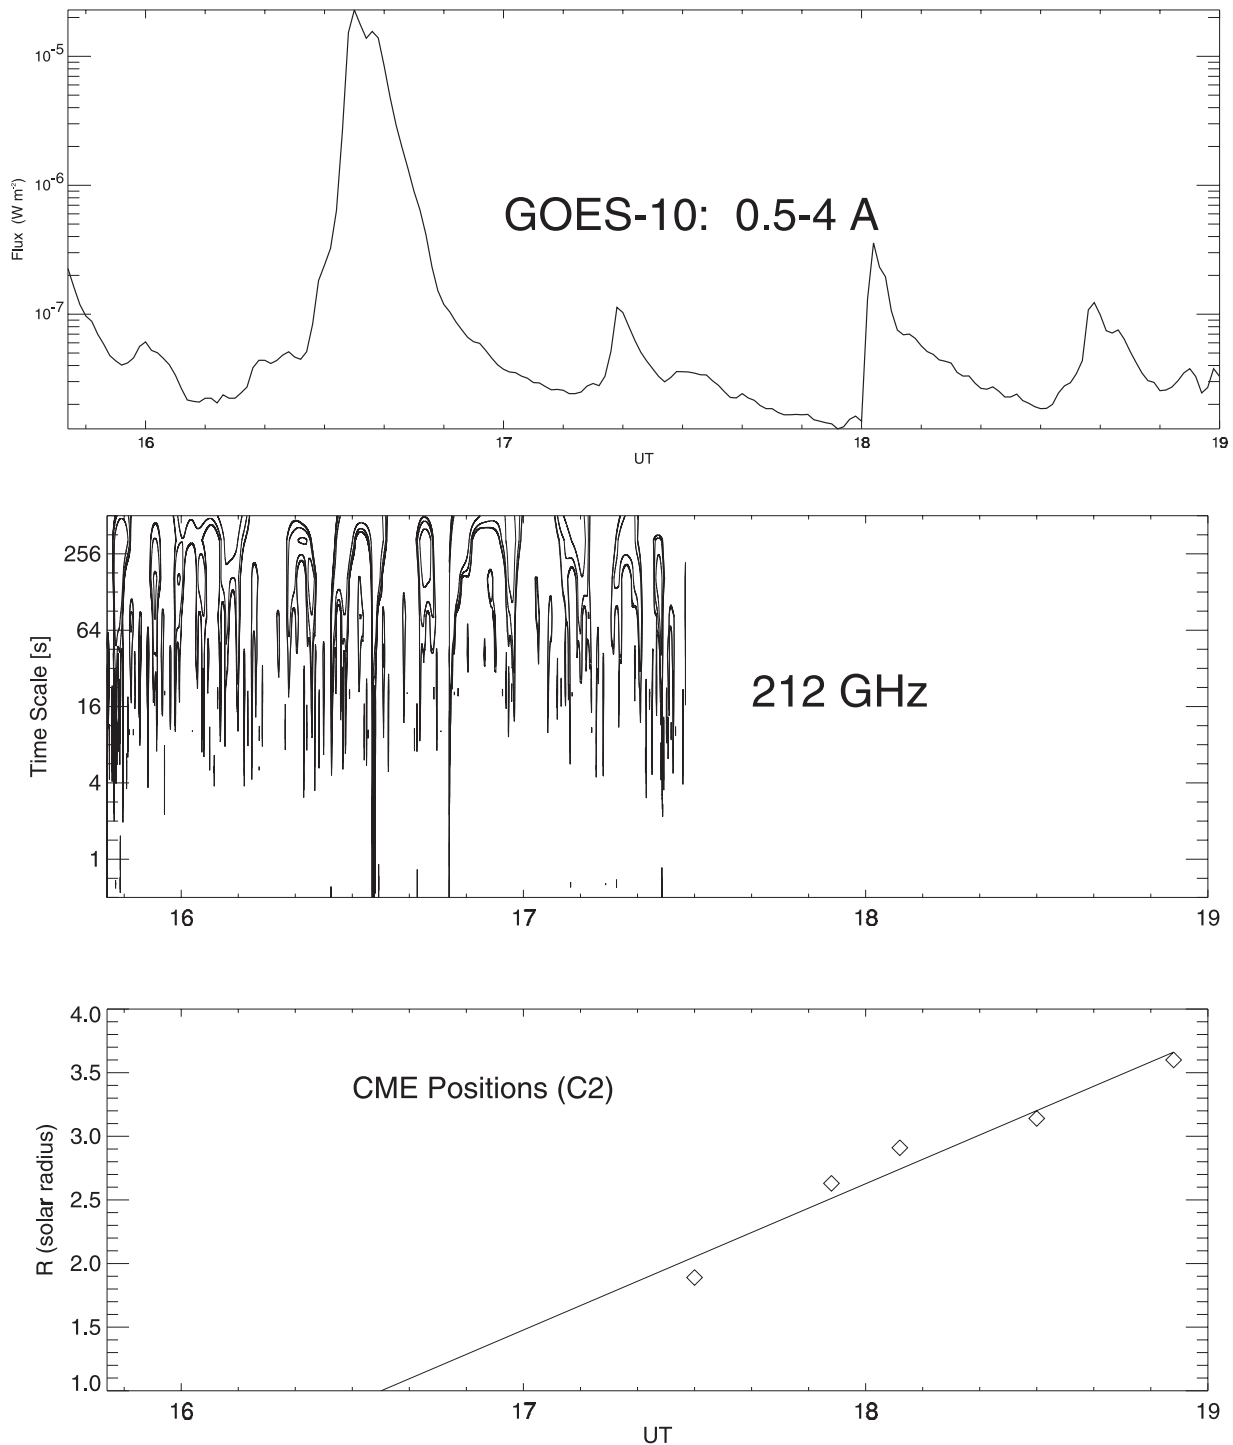 10-5
10-6
10-7
Flux (W m-2)
GOES-10: 0.5-4 A
16 17 18 19
UT
256
64
16
4
1
Time Scale [s]
212 GHz
16 17 18 19
4.0
3.5
3.0
2.5
2.0
1.5
1.0
R (solar radius)
CME Positions (C2)
16 17 18 19
UT